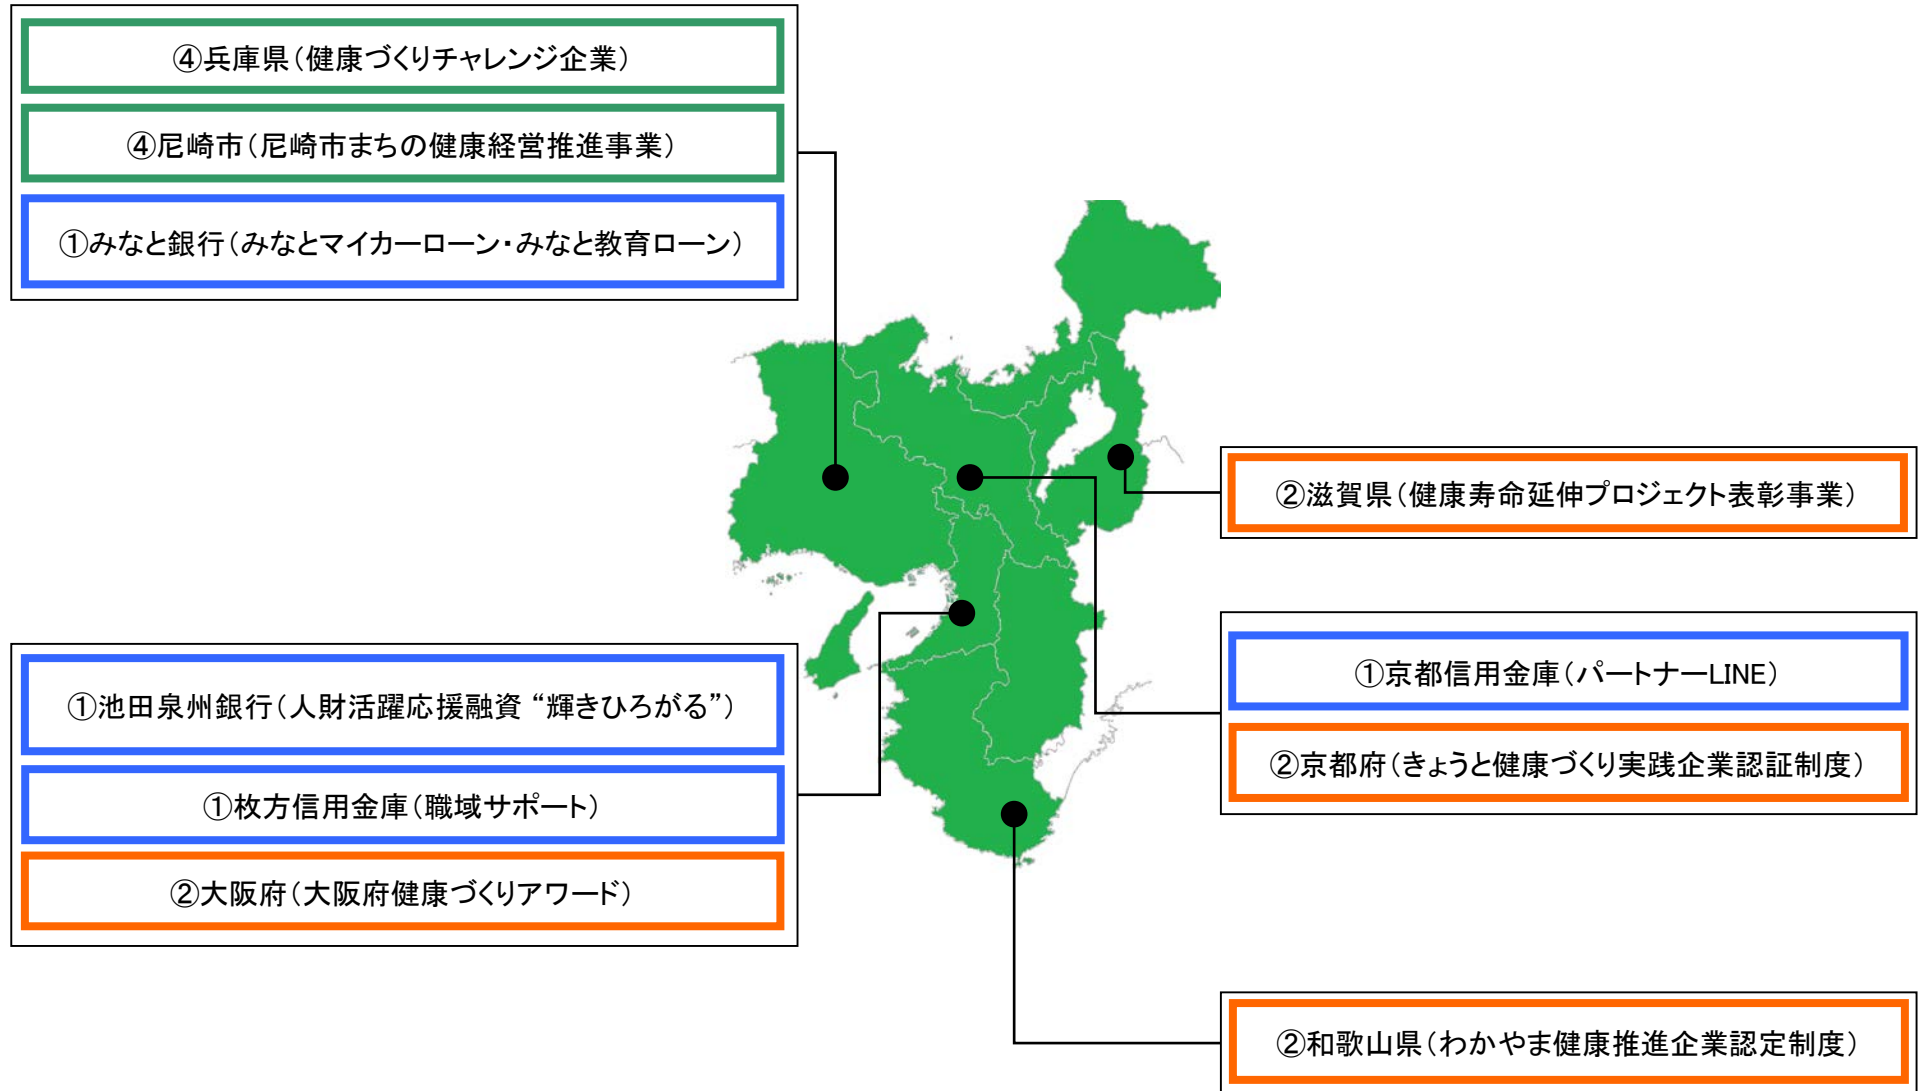 ④兵庫県（健康づくりチャレンジ企業）
④尼崎市（尼崎市まちの健康経営推進事業）
①みなと銀行（みなとマイカーローン・みなと教育ローン）
②滋賀県（健康寿命延伸プロジェクト表彰事業）
①池田泉州銀行（人財活躍応援融資 “輝きひろがる”）
①枚方信用金庫（職域サポート）
②大阪府（大阪府健康づくりアワード）
①京都信用金庫（パートナーLINE）
②京都府（きょうと健康づくり実践企業認証制度）
②和歌山県（わかやま健康推進企業認定制度）